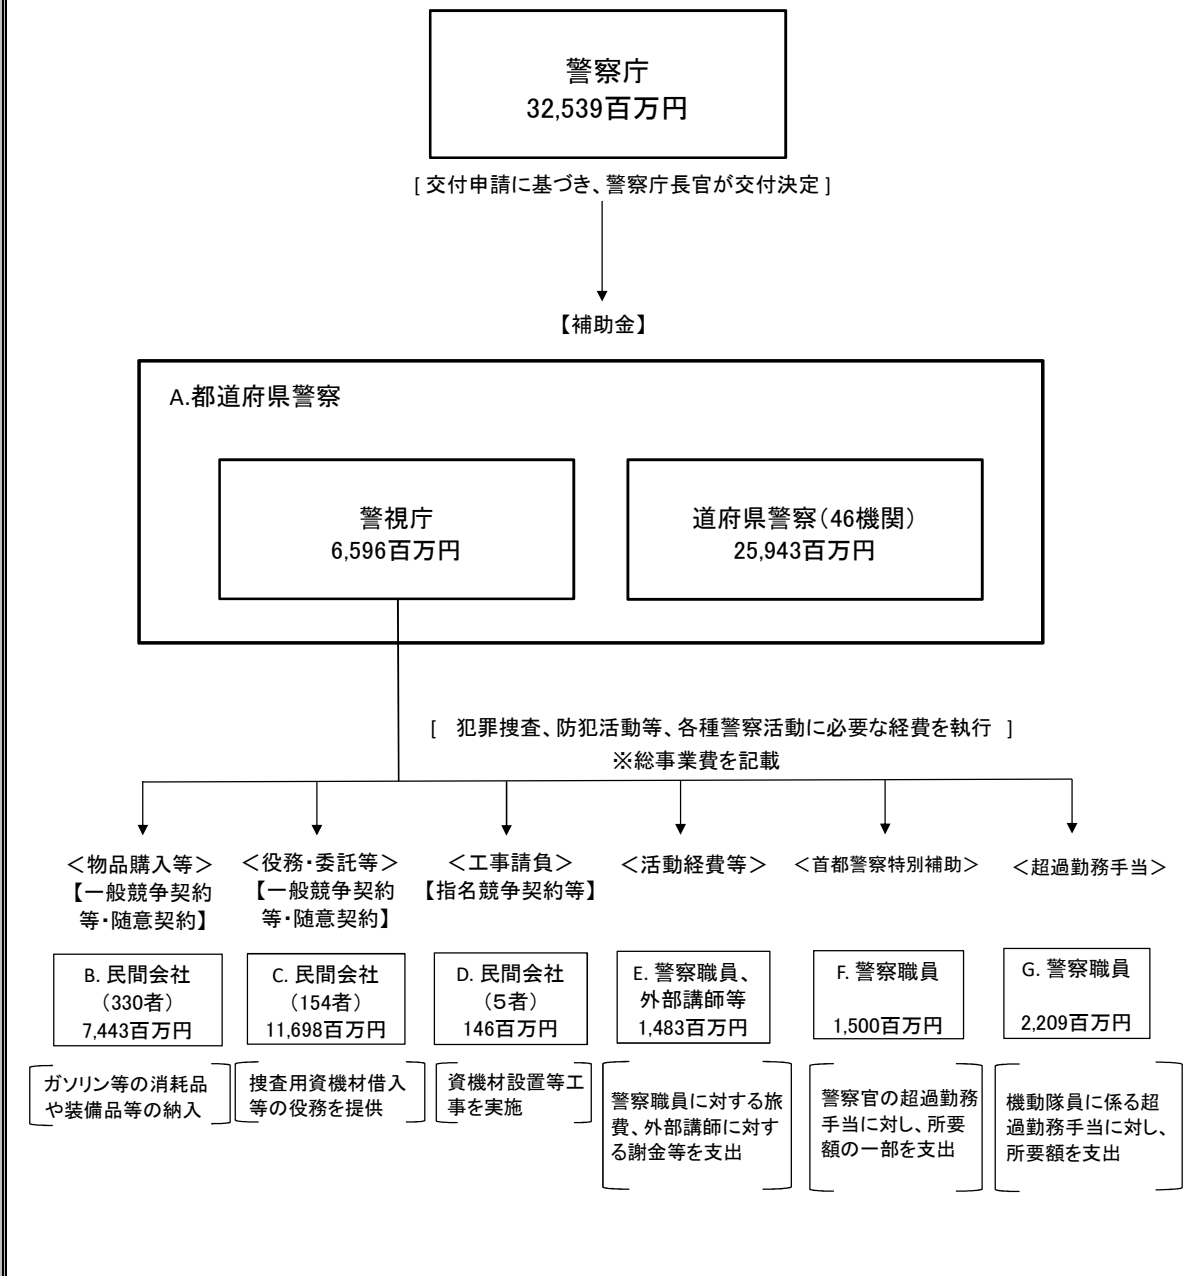 警察庁
32,539百万円
[ 交付申請に基づき、警察庁長官が交付決定 ]
【補助金】
A.都道府県警察
警視庁
6,596百万円
道府県警察(46機関)
25,943百万円
[ 犯罪捜査、防犯活動等、各種警察活動に必要な経費を執行 ]
※総事業費を記載
＜物品購入等＞
【一般競争契約
等・随意契約】
＜役務・委託等＞
【一般競争契約
等・随意契約】
＜工事請負＞
【指名競争契約等】
＜活動経費等＞
＜首都警察特別補助＞
＜超過勤務手当＞
B. 民間会社
(330者)
7,443百万円
C. 民間会社
(154者)
11,698百万円
D. 民間会社
(５者)
146百万円
E. 警察職員、
外部講師等
1,483百万円
F. 警察職員
1,500百万円
G. 警察職員
2,209百万円
ガソリン等の消耗品
や装備品等の納入
捜査用資機材借入
等の役務を提供
資機材設置等工
事を実施
警察職員に対する旅
費、外部講師に対す
る謝金等を支出
警察官の超過勤務
手当に対し、所要
額の一部を支出
機動隊員に係る超
過勤務手当に対し、
所要額を支出